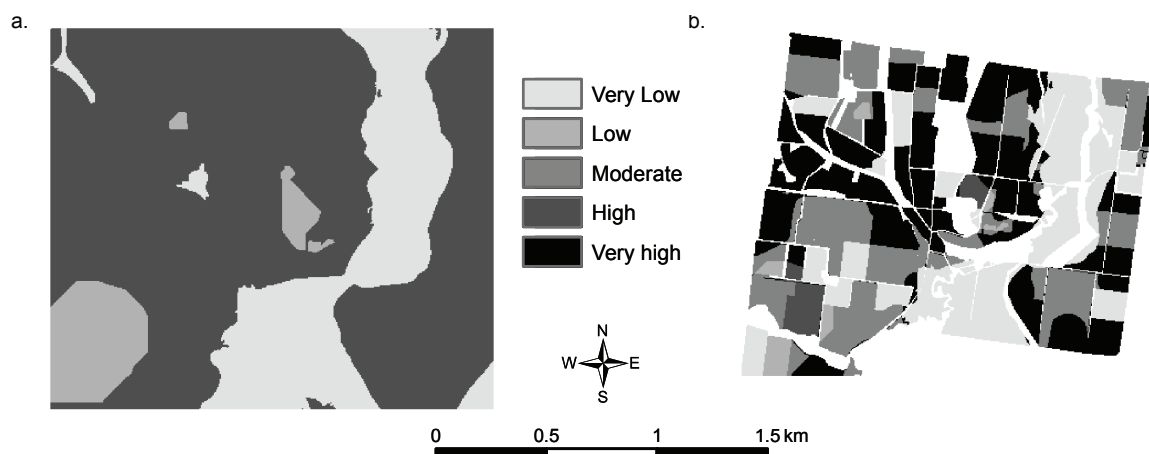 a.
b.
Very Low
Low
Moderate
High
Very high
N
W E
S
0 0.5 1 1.5 km